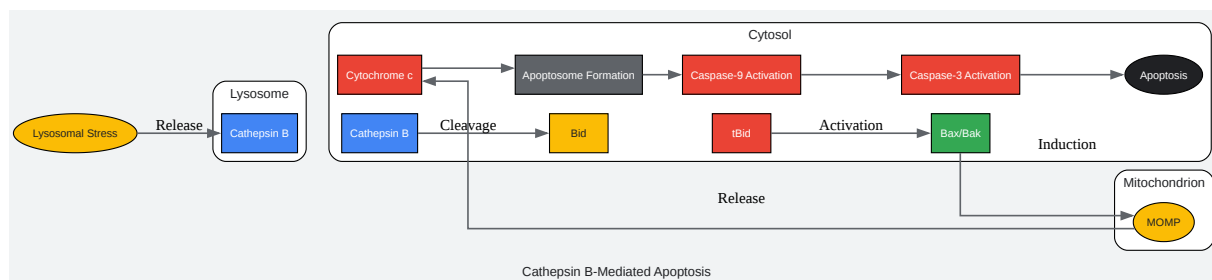 Cytosol
Cytochrome c
Apoptosome Formation
Caspase-9 Activation
Caspase-3 Activation
Apoptosis
Lysosome
Lysosomal Stress
Release
Cathepsin B
Cathepsin B
Cleavage
Bid
tBid
Activation
Bax/Bak
Induction
Mitochondrion
Release
MOMP
Cathepsin B-Mediated Apoptosis